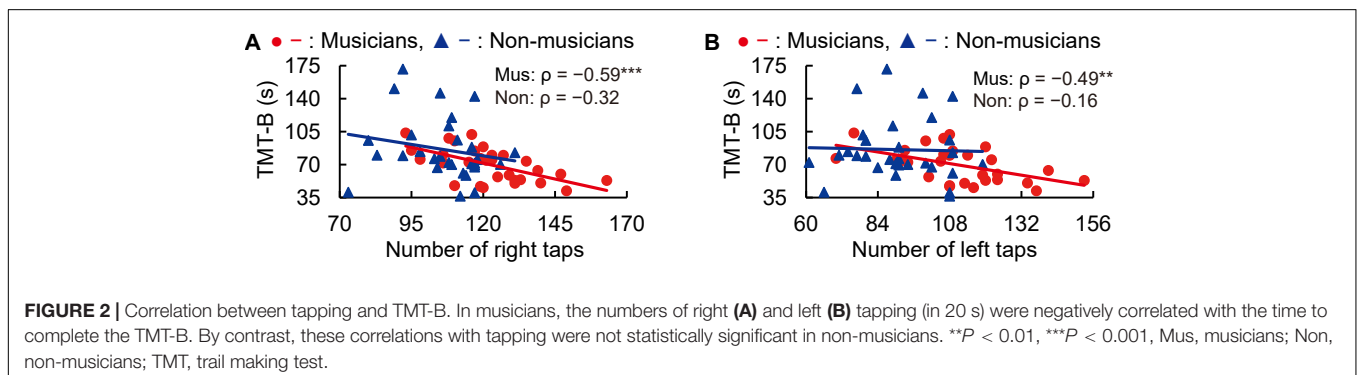 A ● – : Musicians, ▲ – : Non-musicians
175
140
105
70
35
TMT-B (s)
Mus: ρ = −0.59***
Non: ρ = −0.32
70 95 120 145 170
Number of right taps
B ● – : Musicians, ▲ – : Non-musicians
175
140
105
70
35
TMT-B (s)
Mus: ρ = −0.49**
Non: ρ = −0.16
60 84 108 132 156
Number of left taps
FIGURE 2 | Correlation between tapping and TMT-B. In musicians, the numbers of right (A) and left (B) tapping (in 20 s) were negatively correlated with the time to
complete the TMT-B. By contrast, these correlations with tapping were not statistically significant in non-musicians. **P < 0.01, ***P < 0.001, Mus, musicians; Non,
non-musicians; TMT, trail making test.